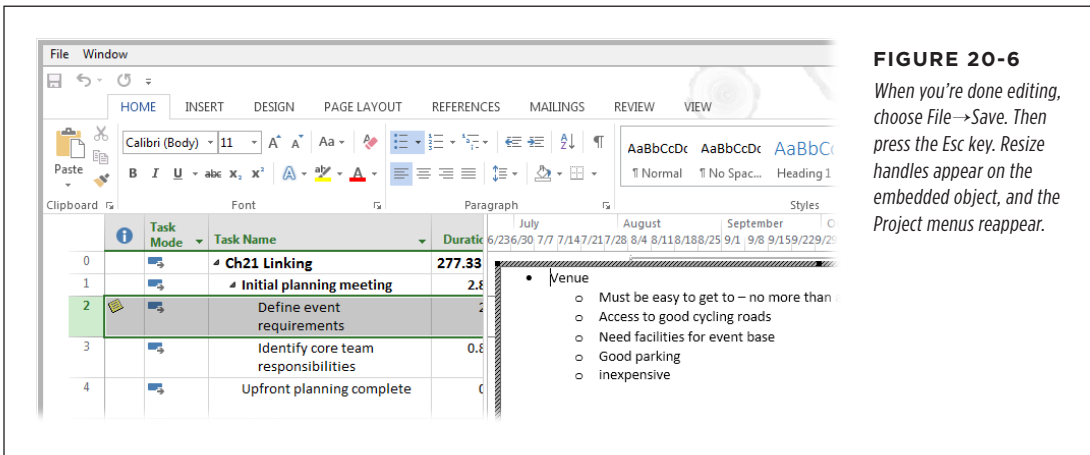 File Window
HOME INSERT DESIGN PAGE LAYOUT REFERENCES MAILINGS REVIEW VIEW
Calibri (Body) 11 A A Aa AaBbCcDc AaBbCcDc AaBbCc
Paste B I U abc X₂ X² A aby A ¶ Normal ¶ No Spac... Heading 1
Clipboard Font Paragraph Styles
Task Mode Task Name Duratic July August September
6/23 6/30 7/7 7/14 7/21 7/28 8/4 8/11 8/18 8/25 9/1 9/8 9/15 9/22 9/29
0 Ch21 Linking 277.33
1 Initial planning meeting 2.8
2 Define event
requirements
3 Identify core team 0.8
responsibilities
4 Upfront planning complete
• Venue
o Must be easy to get to – no more than
o Access to good cycling roads
o Need facilities for event base
o Good parking
o inexpensive
FIGURE 20-6
When you're done editing,
choose File→Save. Then
press the Esc key. Resize
handles appear on the
embedded object, and the
Project menus reappear.